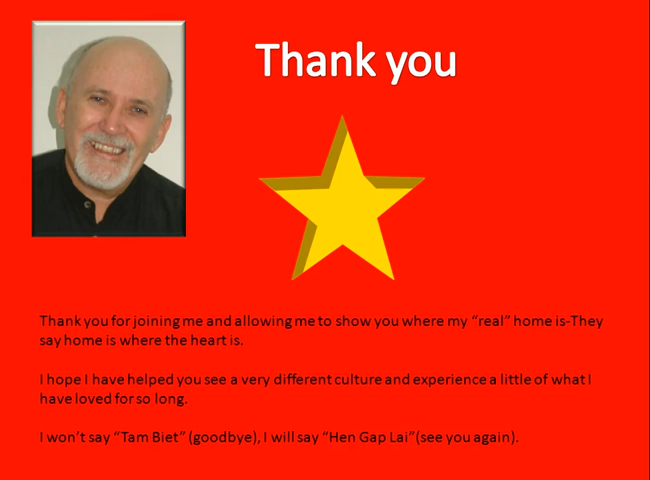 Thank you
Thank you for joining me and allowing me to show you where my “real” home is-They
say home is where the heart is.
I hope I have helped you see a very different culture and experience a little of what I
have loved for so long.
I won’t say “Tam Biet” (goodbye), I will say “Hen Gap Lai”(see you again).